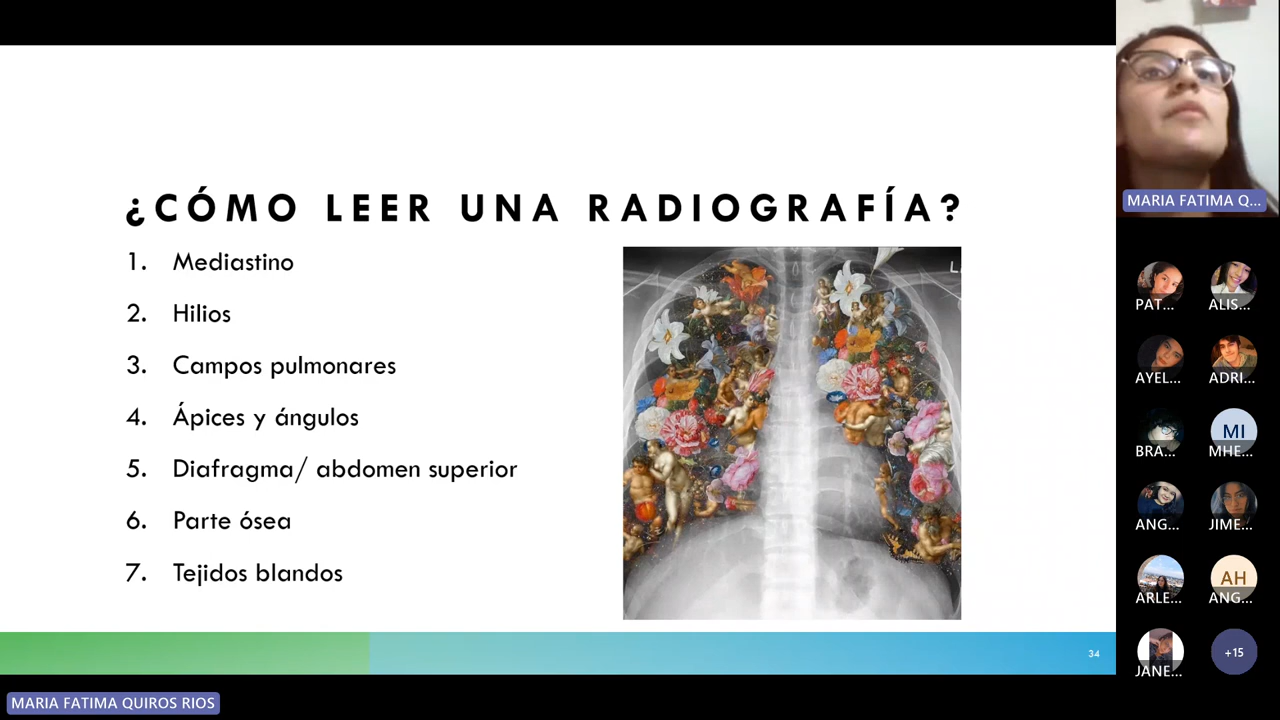 ¿CÓMO LEER UNA RADIOGRAFÍA?
1. Mediastino
2. Hilios
3. Campos pulmonares
4. Ápices y ángulos
5. Diafragma/ abdomen superior
6. Parte ósea
7. Tejidos blandos
L
34
MARIA FATIMA QUIROS RIOS
MARIA FATIMA Q...
PAT... ALIS...
AYEL... ADRI...
MI
BRA... MHE...
ANG... JIME...
AH
ARLE... ANG...
+15
JANE...